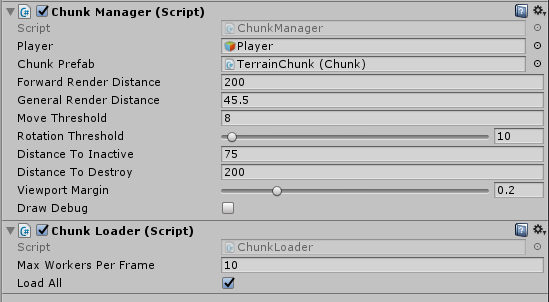 Chunk Manager (Script)
Script ChunkManager
Player Player
Chunk Prefab TerrainChunk (Chunk)
Forward Render Distance 200
General Render Distance 45.5
Move Threshold 8
Rotation Threshold 10
Distance To Inactive 75
Distance To Destroy 200
Viewport Margin 0.2
Draw Debug
Chunk Loader (Script)
Script ChunkLoader
Max Workers Per Frame 10
Load All